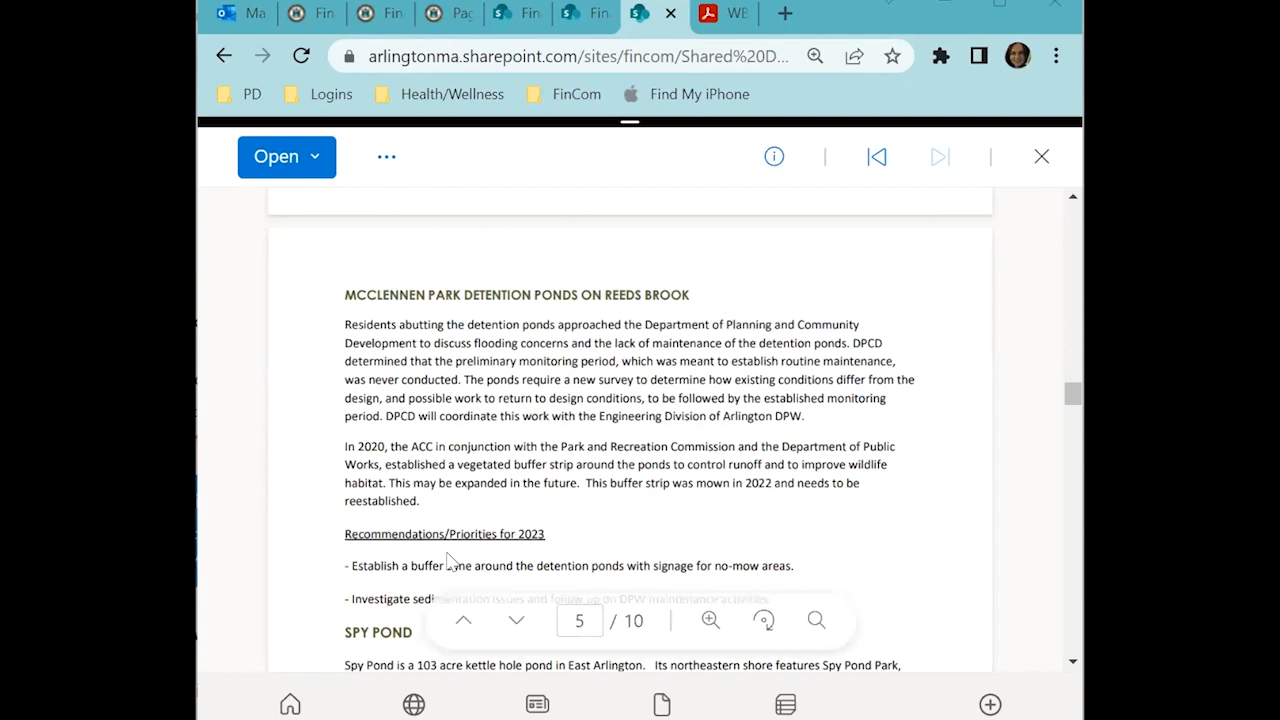 Ma
Fin
Fin
Pag
Fin
Fin
WB
arlingtonma.sharepoint.com/sites/fincom/Shared%20D...
PD
Logins
Health/Wellness
FinCom
Find My iPhone
Open
MCCLENNEN PARK DETENTION PONDS ON REEDS BROOK
Residents abutting the detention ponds approached the Department of Planning and Community
Development to discuss flooding concerns and the lack of maintenance of the detention ponds. DPCD
determined that the preliminary monitoring period, which was meant to establish routine maintenance,
was never conducted. The ponds require a new survey to determine how existing conditions differ from the
design, and possible work to return to design conditions, to be followed by the established monitoring
period. DPCD will coordinate this work with the Engineering Division of Arlington DPW.
In 2020, the ACC in conjunction with the Park and Recreation Commission and the Department of Public
Works, established a vegetated buffer strip around the ponds to control runoff and to improve wildlife
habitat. This may be expanded in the future. This buffer strip was mown in 2022 and needs to be
reestablished.
Recommendations/Priorities for 2023
- Establish a buffer zone around the detention ponds with signage for no-mow areas.
- Investigate sedimentation issues and follow up on DPW maintenance activities.
5 / 10
SPY POND
Spy Pond is a 103 acre kettle hole pond in East Arlington. Its northeastern shore features Spy Pond Park,